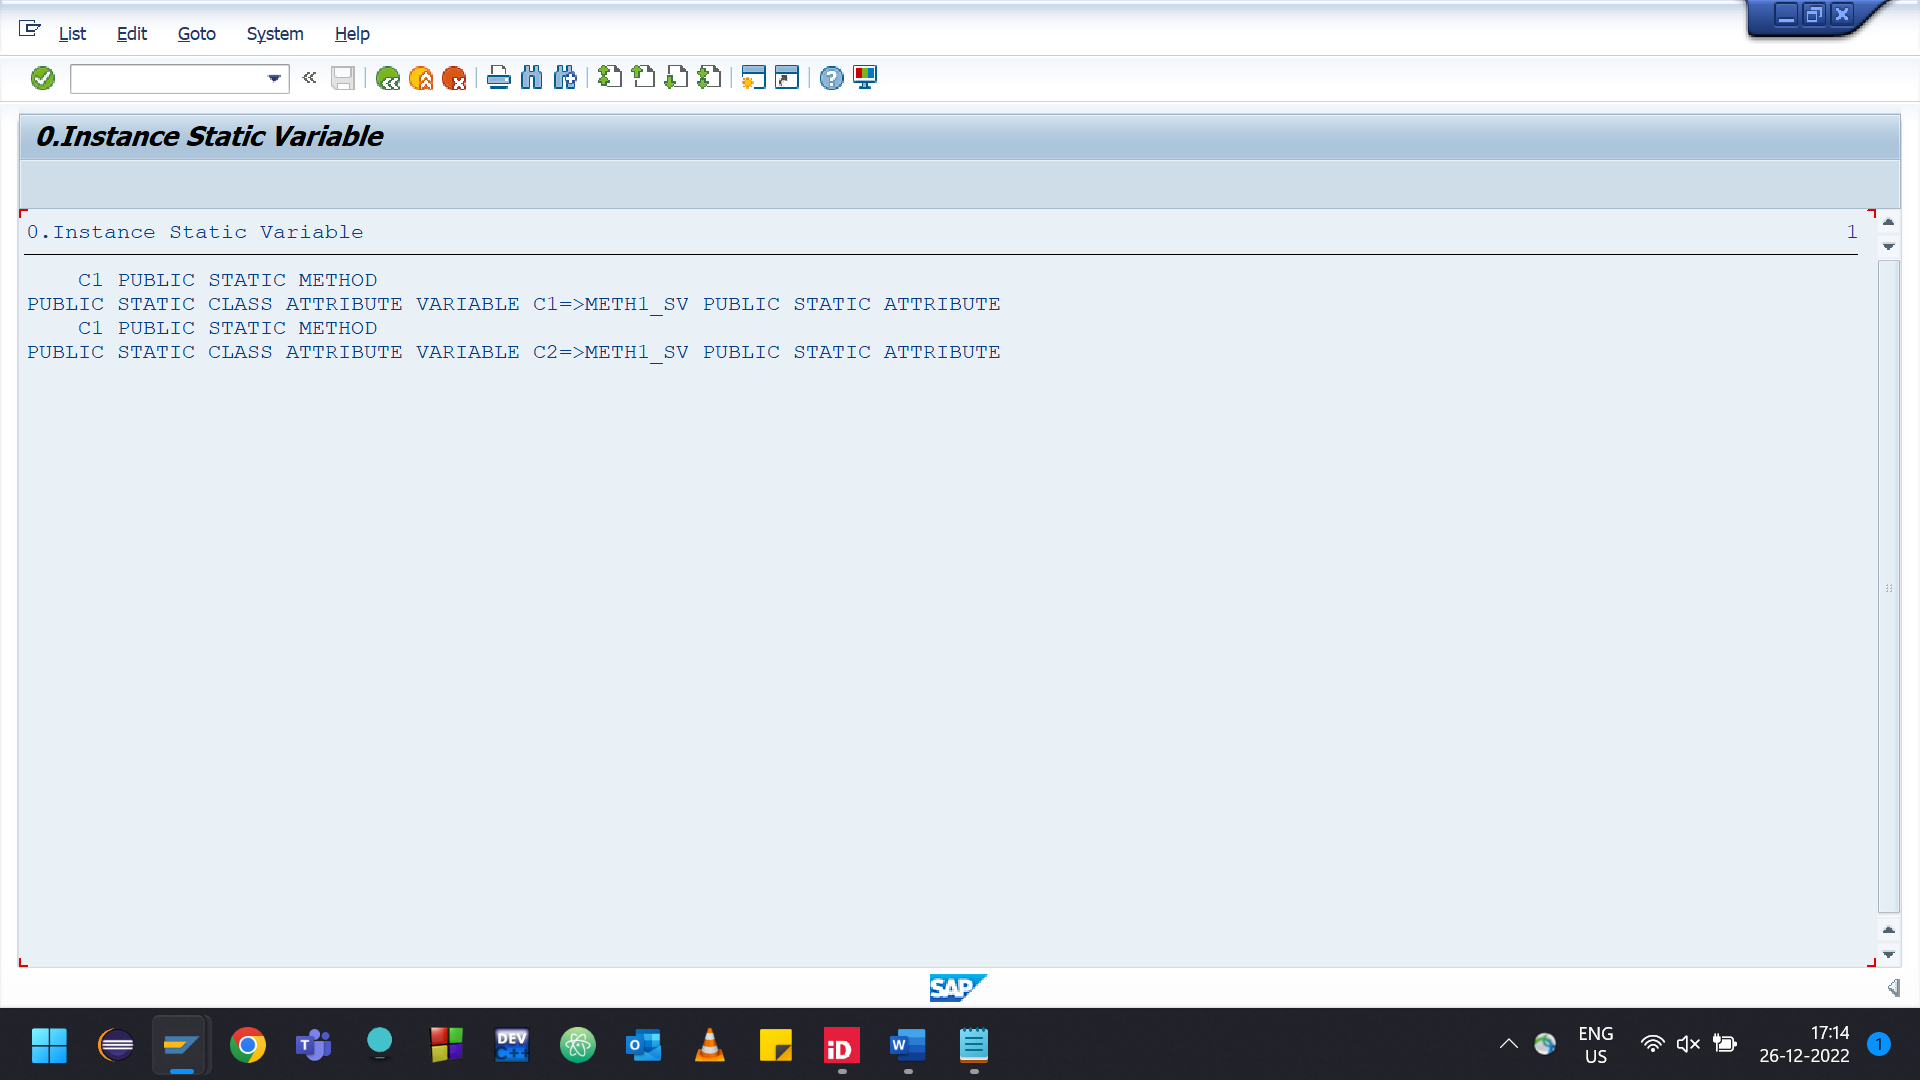 List Edit Goto System Help
0.Instance Static Variable
0.Instance Static Variable 1
C1 PUBLIC STATIC METHOD
PUBLIC STATIC CLASS ATTRIBUTE VARIABLE C1=>METH1_SV PUBLIC STATIC ATTRIBUTE
C1 PUBLIC STATIC METHOD
PUBLIC STATIC CLASS ATTRIBUTE VARIABLE C2=>METH1_SV PUBLIC STATIC ATTRIBUTE
SAP
T
DEV
C++
O
iD
W
ENG
US
17:14
26-12-2022
1